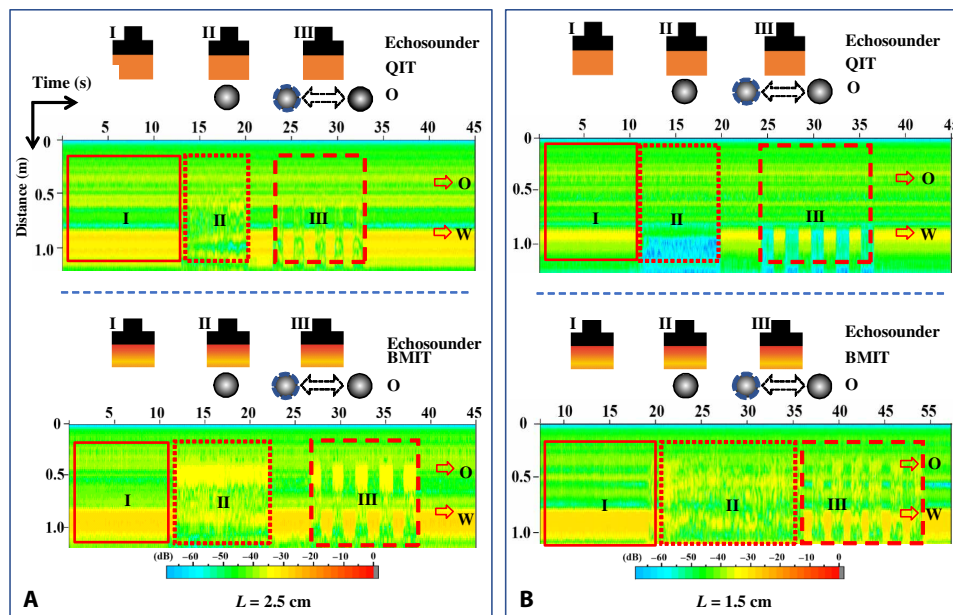 I II III
Echosounder
QIT
O
Time (s)
0 5 10 15 20 25 30 35 40 45
Distance (m)
0
0.5
1.0
I II III
O
W
I II III
Echosounder
BMIT
O
0 5 10 15 20 25 30 35 40 45
0
0.5
1.0
I II III
O
W
(dB) −60 −50 −40 −30 −20 −10 0
A
L = 2.5 cm
I II III
Echosounder
QIT
O
0 5 10 15 20 25 30 35 40 45
0
0.5
1.0
I II III
O
W
I II III
Echosounder
BMIT
O
10 15 20 25 30 36 40 45 55
0
0.5
1.0
I II III
O
W
(dB) −60 −50 −40 −30 −20 −10 0
B
L = 1.5 cm